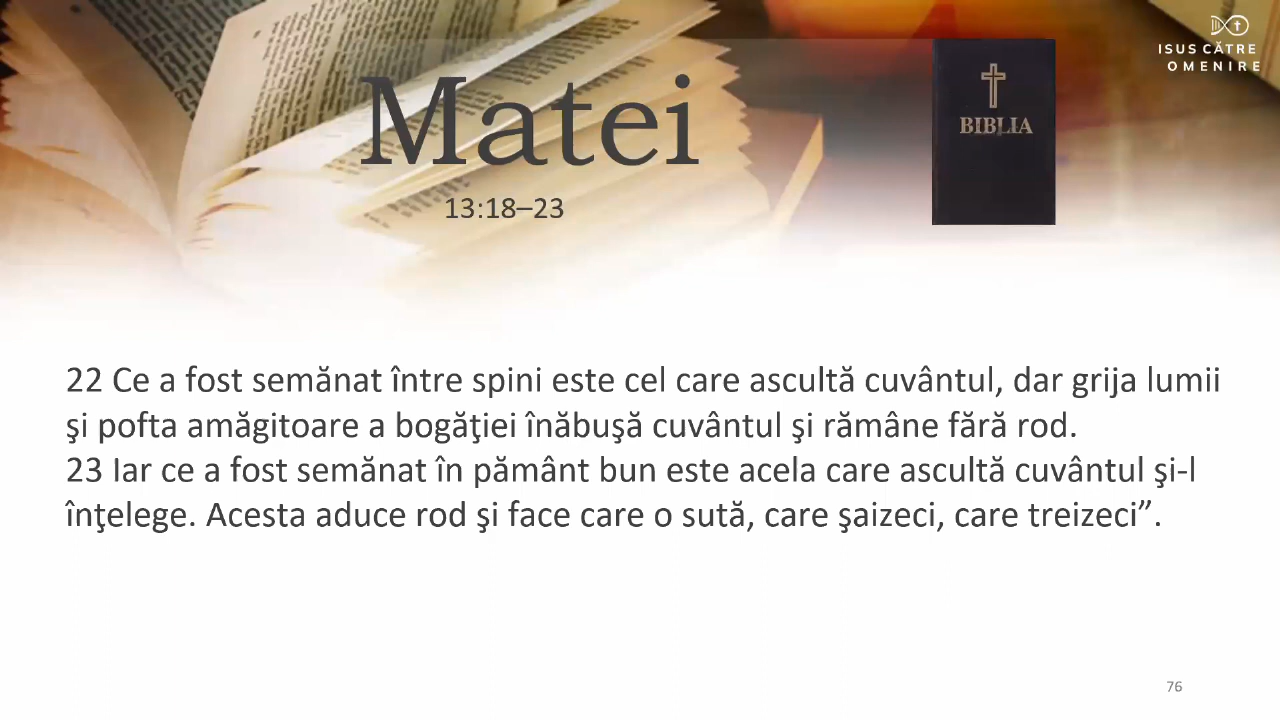 ISUS CĂTRE
OMENIRE
Matei
BIBLIA
13:18–23
22 Ce a fost semănat între spini este cel care ascultă cuvântul, dar grija lumii
şi pofta amăgitoare a bogăţiei înăbuşă cuvântul şi rămâne fără rod.
23 Iar ce a fost semănat în pământ bun este acela care ascultă cuvântul şi-l
înţelege. Acesta aduce rod şi face care o sută, care şaizeci, care treizeci”.
76